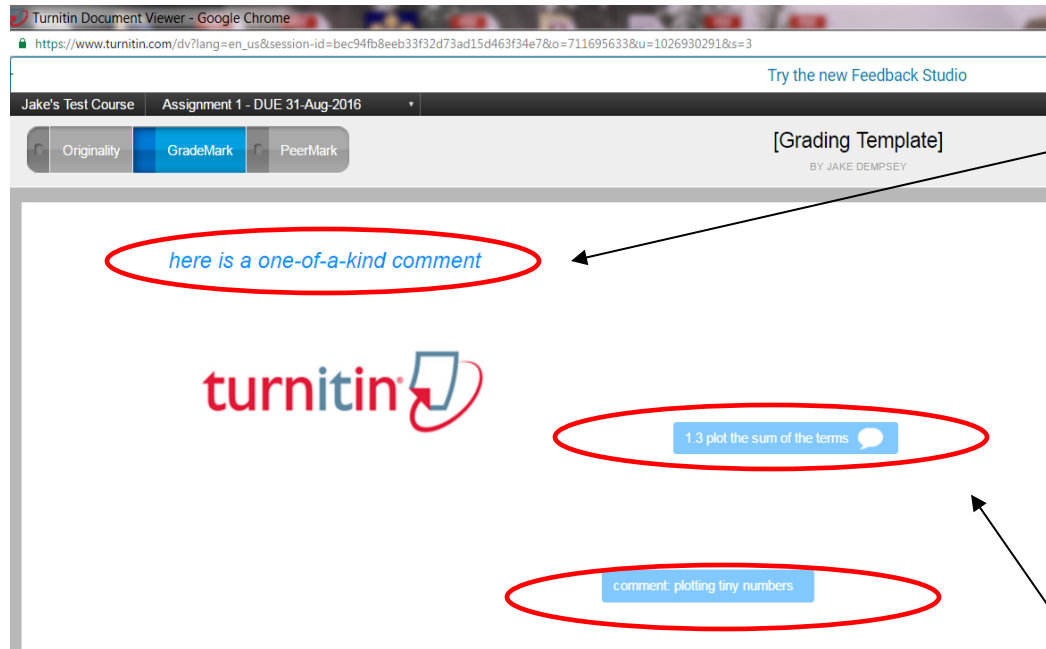 Turnitin Document Viewer - Google Chrome
https://www.turnitin.com/dv?lang=en_us&session-id=bec94fb8eeb33f32d73ad15d463f34e7&o=711695633&u=1026930291&s=3
Try the new Feedback Studio
Jake's Test Course Assignment 1 - DUE 31-Aug-2016
Originality GradeMark PeerMark
[Grading Template]
BY JAKE DEMPSEY
here is a one-of-a-kind comment
turnitin
1.3 plot the sum of the terms
comment: plotting tiny numbers